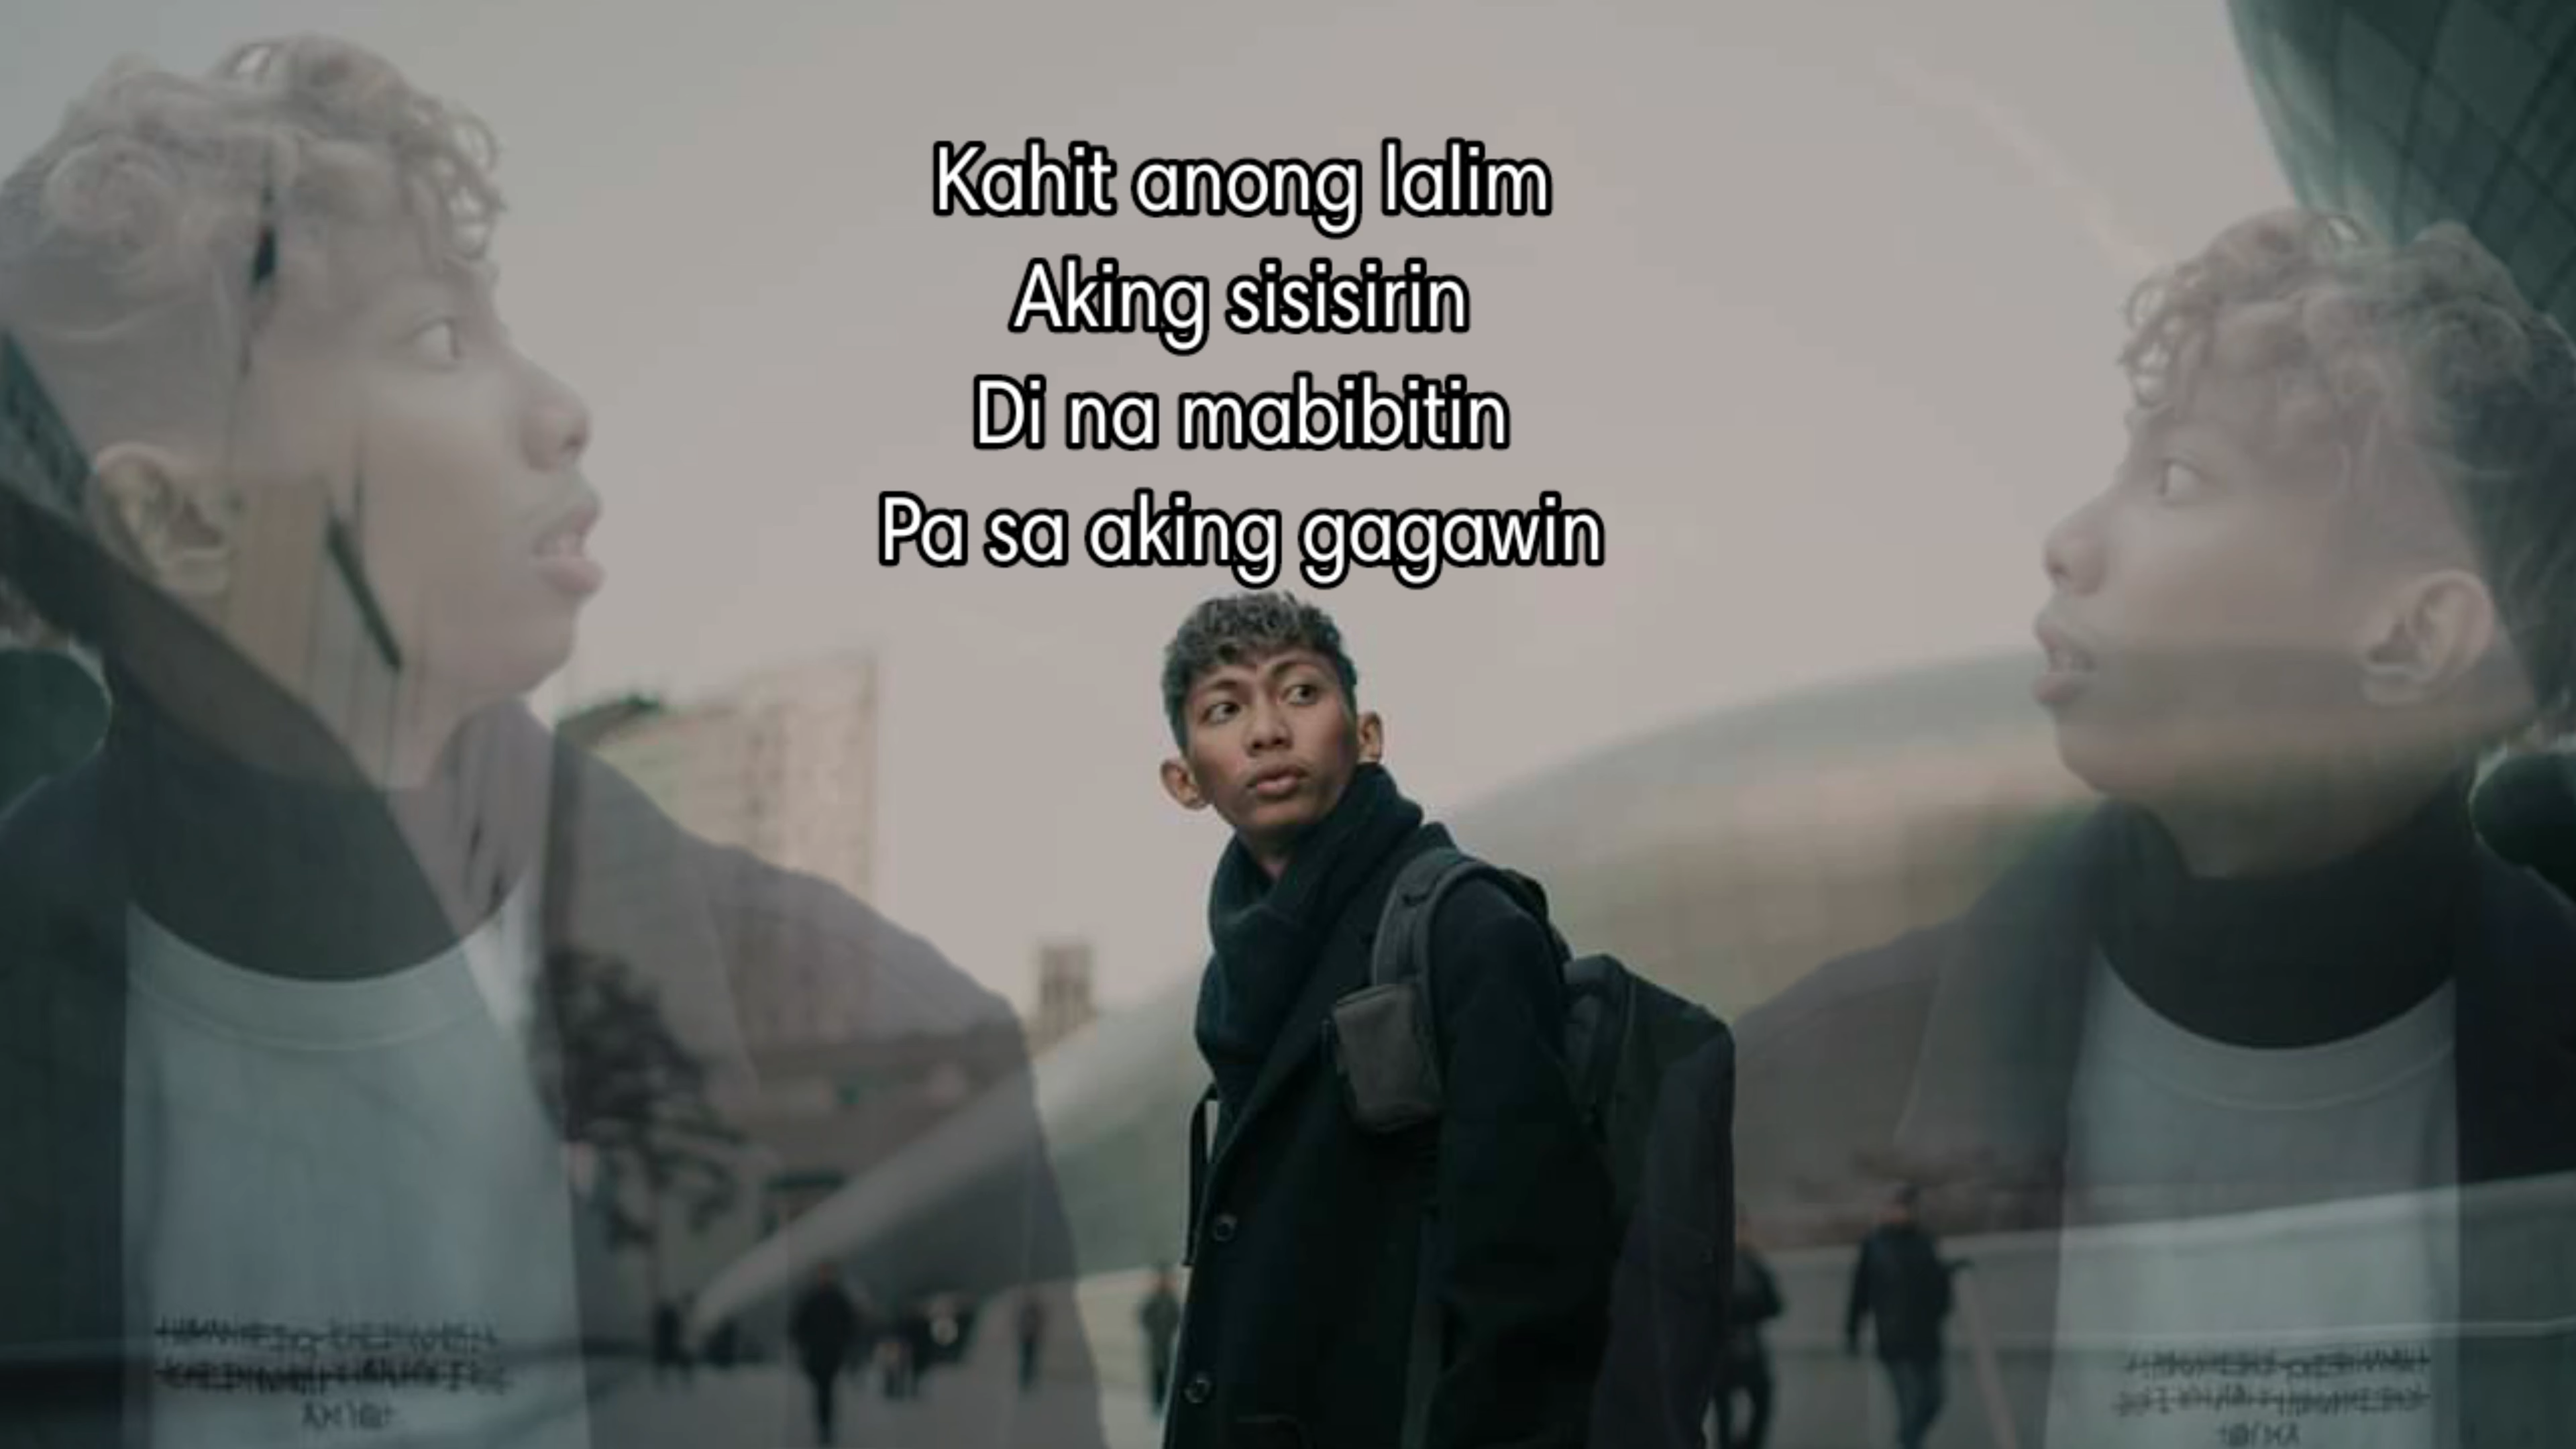 Kahit anong lalim
Aking sisisirin
Di na mabibitin
Pa sa aking gagawin